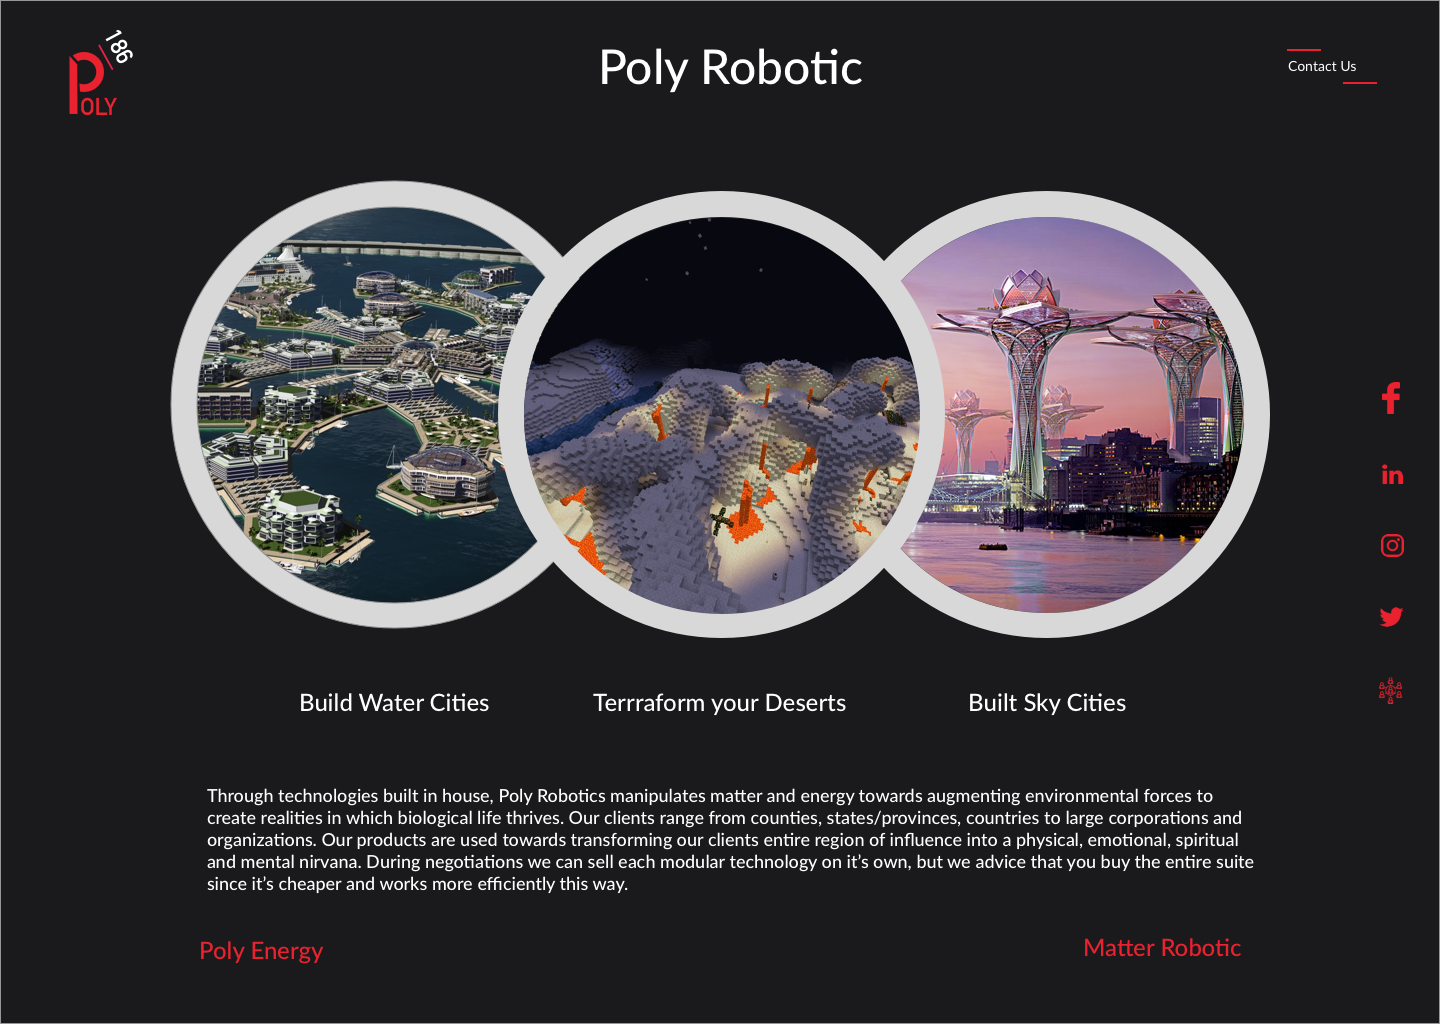 186
POLY
Poly Robotic
Contact Us
Build Water Cities
Terrraform your Deserts
Built Sky Cities
Through technologies built in house, Poly Robotics manipulates matter and energy towards augmenting environmental forces to
create realities in which biological life thrives. Our clients range from counties, states/provinces, countries to large corporations and
organizations. Our products are used towards transforming our clients entire region of influence into a physical, emotional, spiritual
and mental nirvana. During negotiations we can sell each modular technology on it’s own, but we advice that you buy the entire suite
since it’s cheaper and works more efficiently this way.
Poly Energy
Matter Robotic